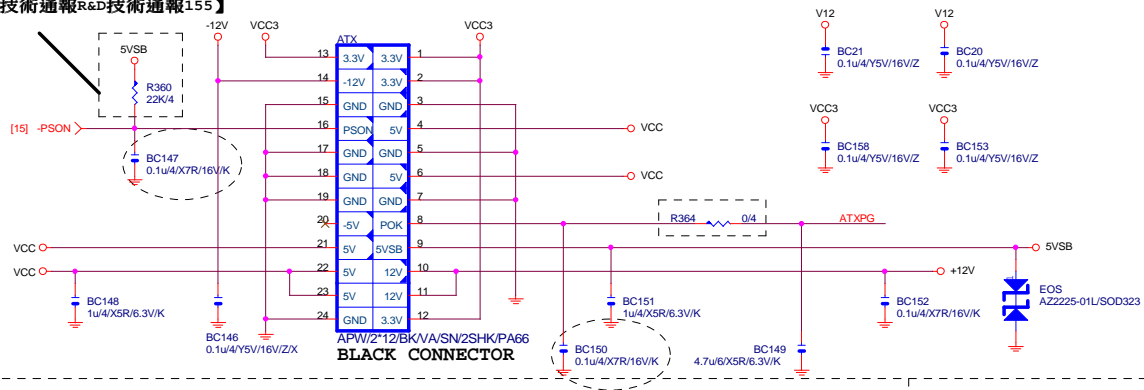 技術通報R&D技術通報155】
-12V
VCC3
VCC3
V12
V12
5VSB
R360
22K/4
ATX
BC21
0.1u/4/Y5V/16V/Z
BC20
0.1u/4/Y5V/16V/Z
13 3.3V 3.3V 1
14 -12V 3.3V 2
15 GND GND 3
[15] -PSON 16 PSON 5V 4 VCC
17 GND GND 5
18 GND 5V 6 VCC
19 GND GND 7
20 -5V POK 8
VCC 21 5V 5VSB 9 5VSB
VCC 22 5V 12V 10 +12V
23 5V 12V 11
24 GND 3.3V 12
BC147
0.1u/4/X7R/16V/K
VCC3
VCC3
BC158
0.1u/4/Y5V/16V/Z
BC153
0.1u/4/Y5V/16V/Z
R364 0/4 ATXPG
BC148
1u/4/X5R/6.3V/K
BC146
0.1u/4/Y5V/16V/Z/X
APW/2*12/BK/VA/SN/2SHK/PA66
BLACK CONNECTOR
BC151
1u/4/X5R/6.3V/K
BC150
0.1u/4/X7R/16V/K
BC149
4.7u/6/X5R/6.3V/K
BC152
0.1u/4/X7R/16V/K
EOS
AZ2225-01L/SOD323